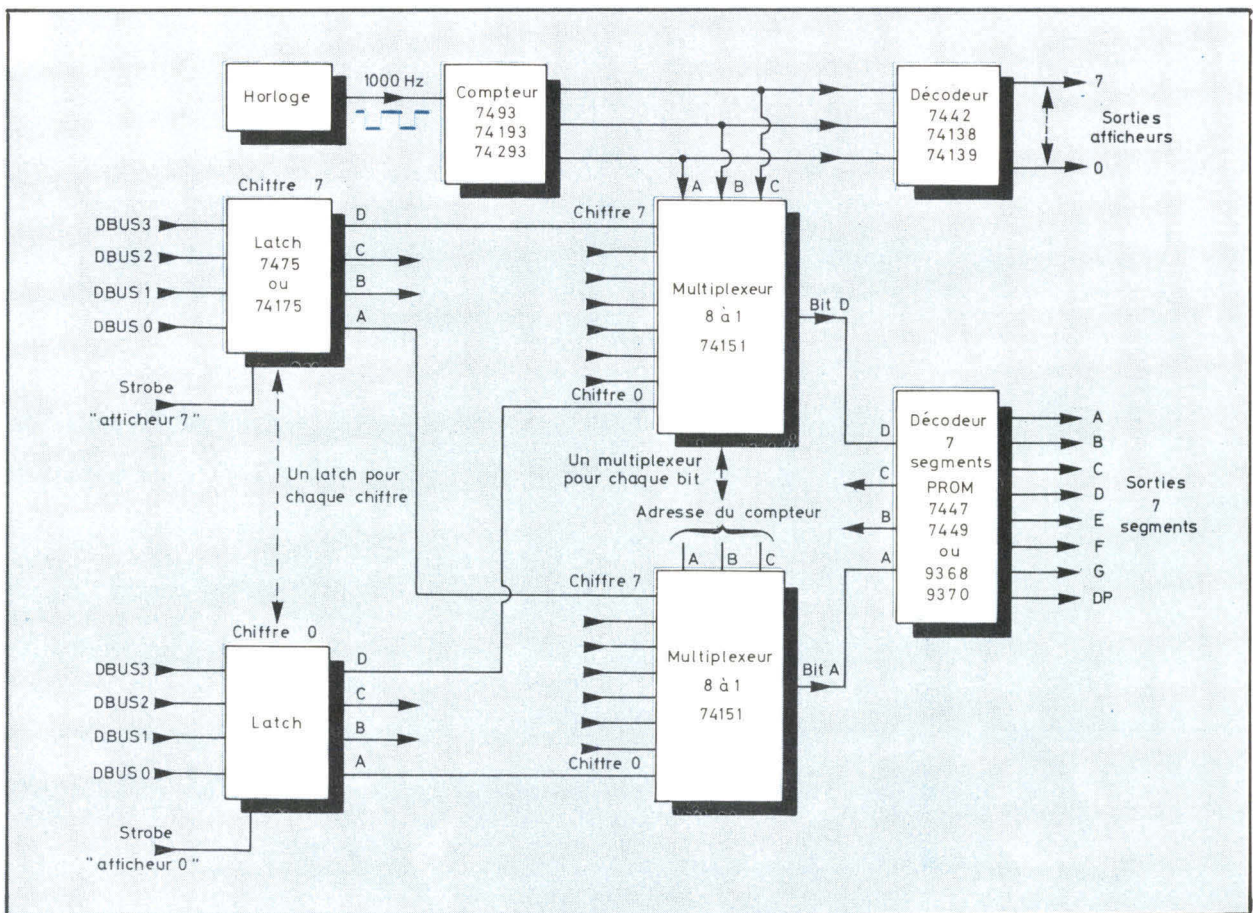 Horloge
1000 Hz
Compteur
7493
74193
74293
Décodeur
7442
74138
74139
7
Sorties
afficheurs
0
A
B
C
Chiffre 7
DBUS3
DBUS2
DBUS1
DBUS0
Latch
7475
ou
74175
D
C
B
A
Strobe
"afficheur 7"
Un latch pour
chaque chiffre
Chiffre 7
Chiffre 0
Multiplexeur
8 à 1
74151
Bit D
Un multiplexeur
pour chaque bit
Adresse du compteur
D
C
B
A
Décodeur
7
segments
PROM
7447
7449
ou
9368
9370
A
B
C
D
E
F
G
DP
Sorties
7
segments
Chiffre 0
DBUS3
DBUS2
DBUS1
DBUS0
Latch
D
C
B
A
Strobe
"afficheur 0"
A
B
C
Chiffre 7
Chiffre 0
Multiplexeur
8 à 1
74151
Bit A